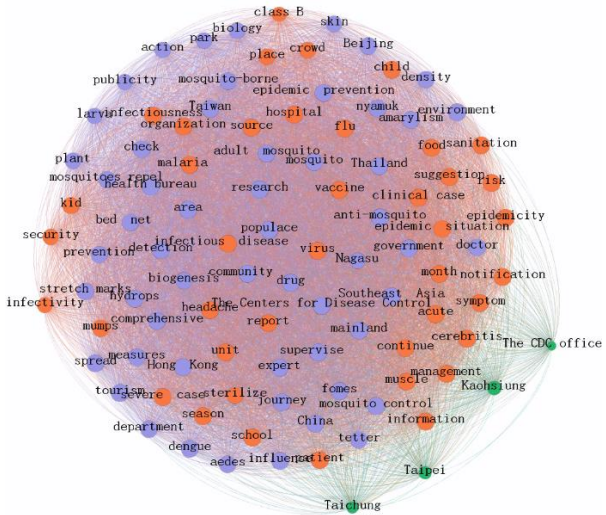 class B
biology
skin
park
action
place
crowd
Beijing
publicity
mosquito-borne
child
density
epidemic
prevention
larvinfectiousness
Taiwan
hospital
nyamuk
environment
organization
source
flu
amarylism
check
food
sanitation
plant
malaria
adult
mosquito
mosquito
Thailand
suggestion
mosquitoes repel
health bureau
research
vaccine
clinical case
risk
kid
area
anti-mosquito
bed net
populace
epidemic situation
epidemicity
security
infectious disease
virus
government
doctor
prevention
detection
Nagasu
community
month
notification
stretch marks
biogenesis
drug
infectivity
hydrops
The Centers for Disease Control
Southeast Asia
symptom
headache
acute
mumps
comprehensive
report
mainland
cerebritis
continue
The CDC office
spread
measures
unit
supervise
Hong Kong
expert
management
muscle
Kaohsiung
tourism
severe case
sterilize
fomes
journey
mosquito control
season
information
department
China
school
tetter
dengue
Taipei
aedes
influence
patient
Taichung